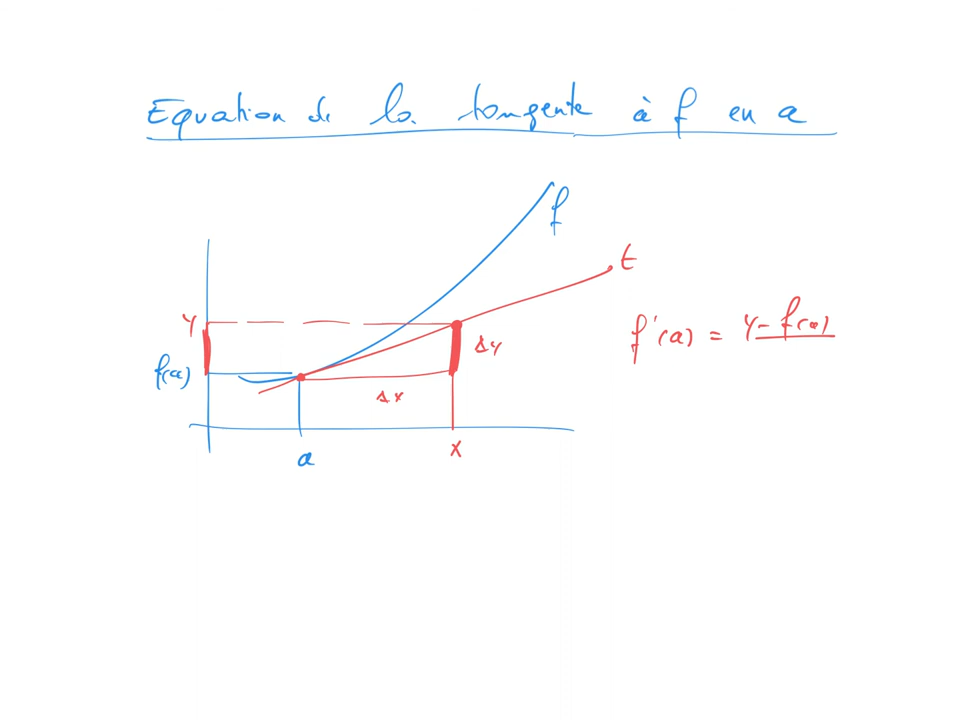 Equation de la tangente à f en a
f
t
y
f'(a) = y - f(a)
Δy
f(a)
Δx
x
a